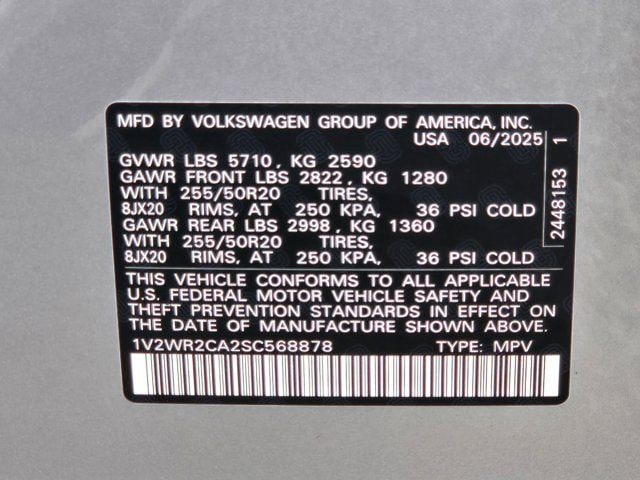 MFD BY VOLKSWAGEN GROUP OF AMERICA, INC.
USA 06/2025
GVWR LBS 5710 , KG 2590
GAWR FRONT LBS 2822 , KG 1280
WITH 255/50R20 TIRES,
8JX20 RIMS, AT 250 KPA, 36 PSI COLD
GAWR REAR LBS 2998 , KG 1360
WITH 255/50R20 TIRES,
8JX20 RIMS, AT 250 KPA, 36 PSI COLD
2448153 1
THIS VEHICLE CONFORMS TO ALL APPLICABLE
U.S. FEDERAL MOTOR VEHICLE SAFETY AND
THEFT PREVENTION STANDARDS IN EFFECT ON
THE DATE OF MANUFACTURE SHOWN ABOVE.
1V2WR2CA2SC568878 TYPE: MPV